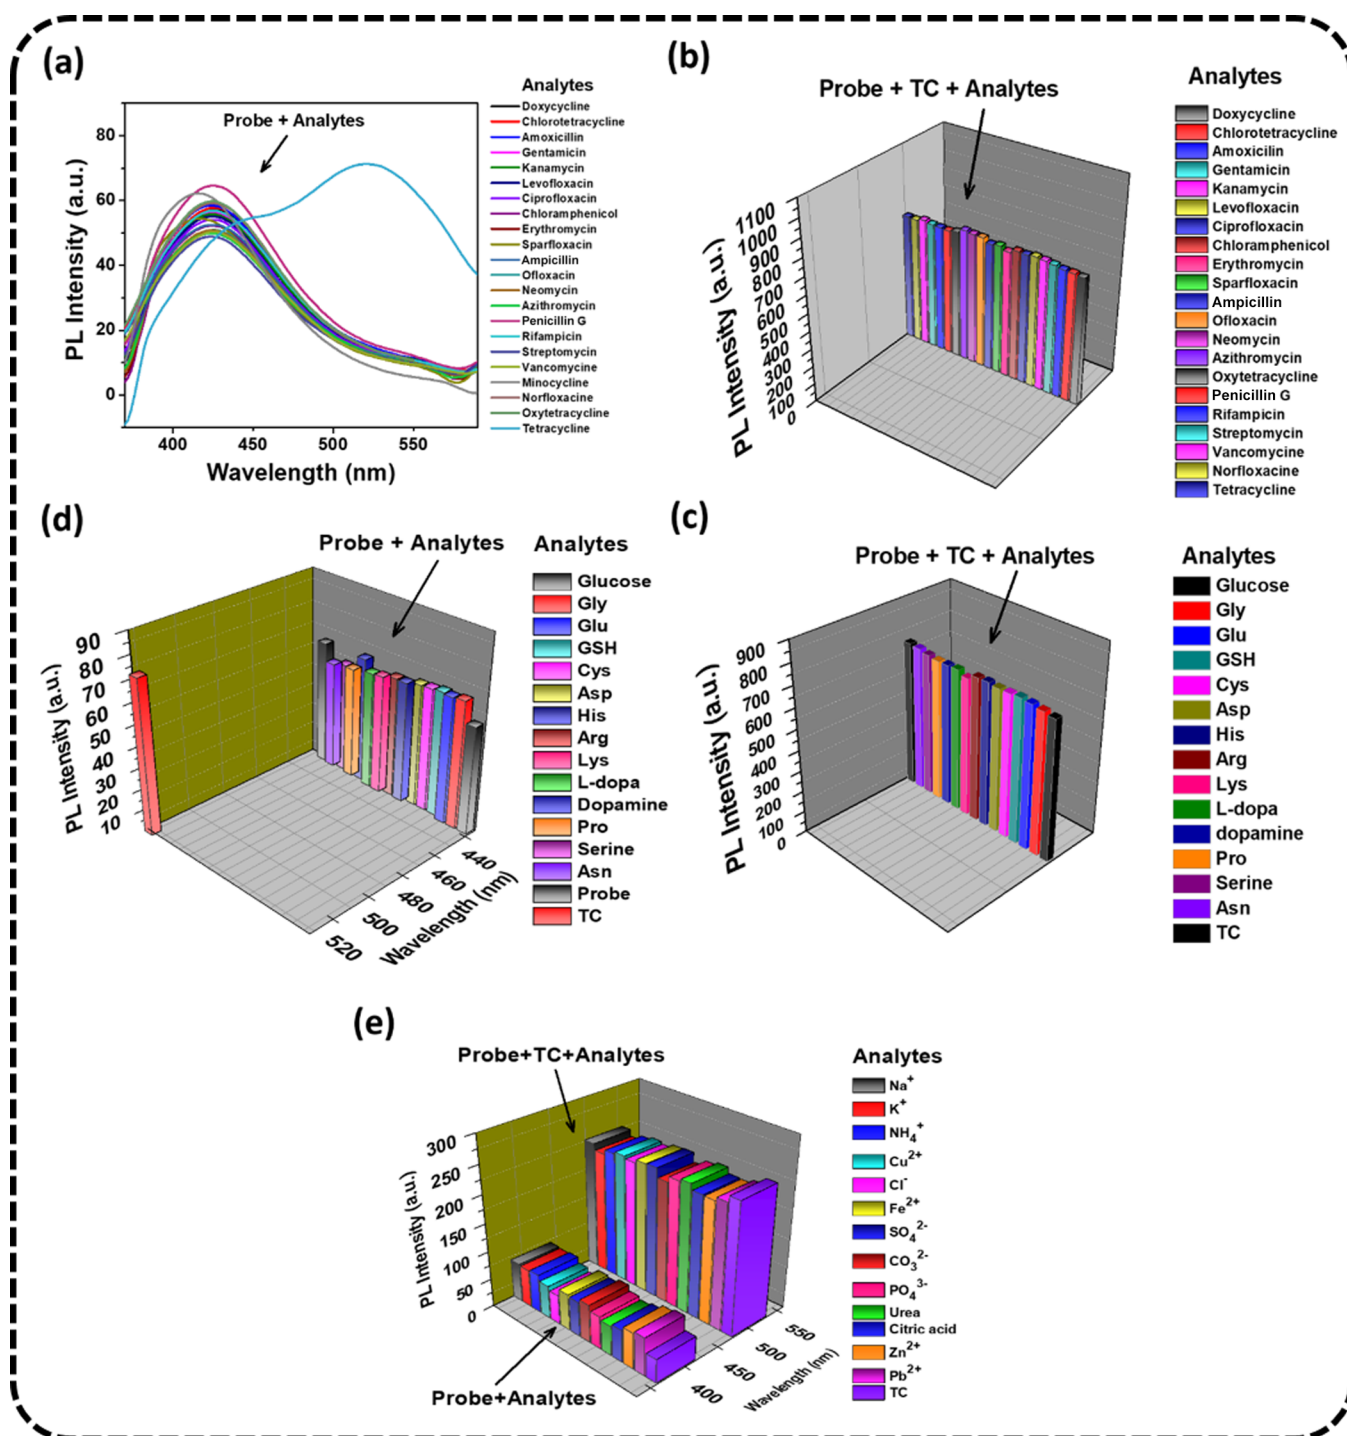 (a)
Probe + Analytes
Analytes
Doxycycline
Chlorotetracycline
Amoxicillin
Gentamicin
Kanamycin
Levofloxacin
Ciprofloxacin
Chloramphenicol
Erythromycin
Sparfloxacin
Ampicillin
Ofloxacin
Neomycin
Azithromycin
Penicillin G
Rifampicin
Streptomycin
Vancomycine
Minocycline
Norfloxacine
Oxytetracycline
Tetracycline
PL Intensity (a.u.)
80
60
40
20
0
400 450 500 550
Wavelength (nm)
(b)
Probe + TC + Analytes
Analytes
Doxycycline
Chlorotetracycline
Amoxicilin
Gentamicin
Kanamycin
Levofloxacin
Ciprofloxacin
Chloramphenicol
Erythromycin
Sparfloxacin
Ampicillin
Ofloxacin
Neomycin
Azithromycin
Oxytetracycline
Penicillin G
Rifampicin
Streptomycin
Vancomycine
Norfloxacine
Tetracycline
PL Intensity (a.u.)
1100
1000
900
800
700
600
500
400
300
200
100
0
(d)
Probe + Analytes
Analytes
Glucose
Gly
Glu
GSH
Cys
Asp
His
Arg
Lys
L-dopa
Dopamine
Pro
Serine
Asn
Probe
TC
PL Intensity (a.u.)
90
80
70
60
50
40
30
20
10
440
460
480
500
520
Wavelength (nm)
(c)
Probe + TC + Analytes
Analytes
Glucose
Gly
Glu
GSH
Cys
Asp
His
Arg
Lys
L-dopa
dopamine
Pro
Serine
Asn
TC
PL Intensity (a.u.)
900
800
700
600
500
400
300
200
100
0
(e)
Probe+TC+Analytes
Analytes
Na⁺
K⁺
NH₄⁺
Cu²⁺
Cl⁻
Fe²⁺
SO₄²⁻
CO₃²⁻
PO₄³⁻
Urea
Citric acid
Zn²⁺
Pb²⁺
TC
PL Intensity (a.u.)
300
250
200
150
100
50
0
550
500
450
400
Wavelength (nm)
Probe+Analytes